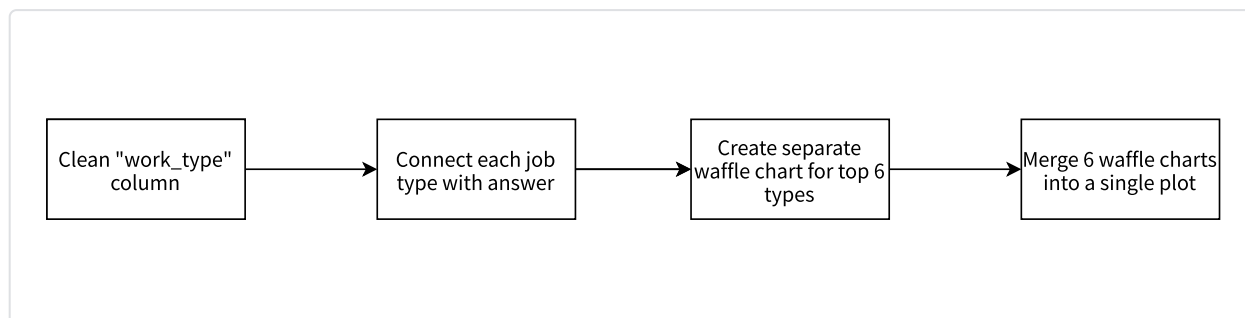 Clean "work_type"
column
Connect each job
type with answer
Create separate
waffle chart for top 6
types
Merge 6 waffle charts
into a single plot